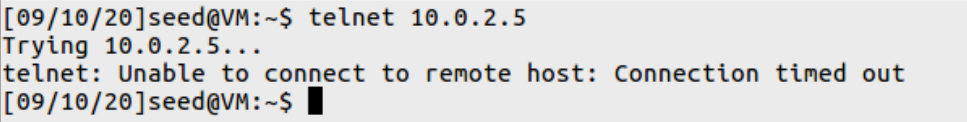 [09/10/20]seed@VM:~$ telnet 10.0.2.5
Trying 10.0.2.5...
telnet: Unable to connect to remote host: Connection timed out
[09/10/20]seed@VM:~$